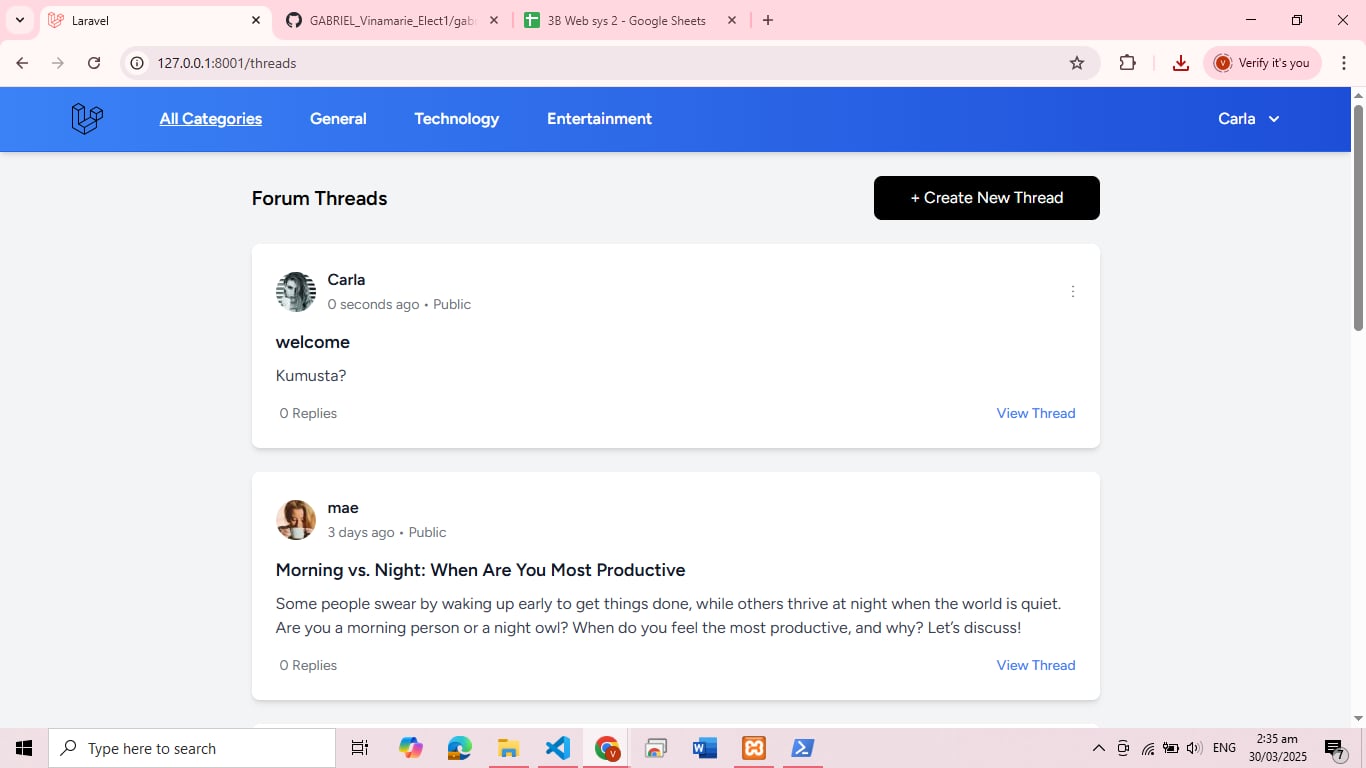 Laravel
GABRIEL_Vinamarie_Elect1/gab
3B Web sys 2 - Google Sheets
127.0.0.1:8001/threads
V
Verify it's you
All Categories
General
Technology
Entertainment
Carla
Forum Threads
+ Create New Thread
Carla
0 seconds ago • Public
welcome
Kumusta?
0 Replies
View Thread
mae
3 days ago • Public
Morning vs. Night: When Are You Most Productive
Some people swear by waking up early to get things done, while others thrive at night when the world is quiet.
Are you a morning person or a night owl? When do you feel the most productive, and why? Let’s discuss!
0 Replies
View Thread
Type here to search
V
ENG
2:35 am
30/03/2025
7